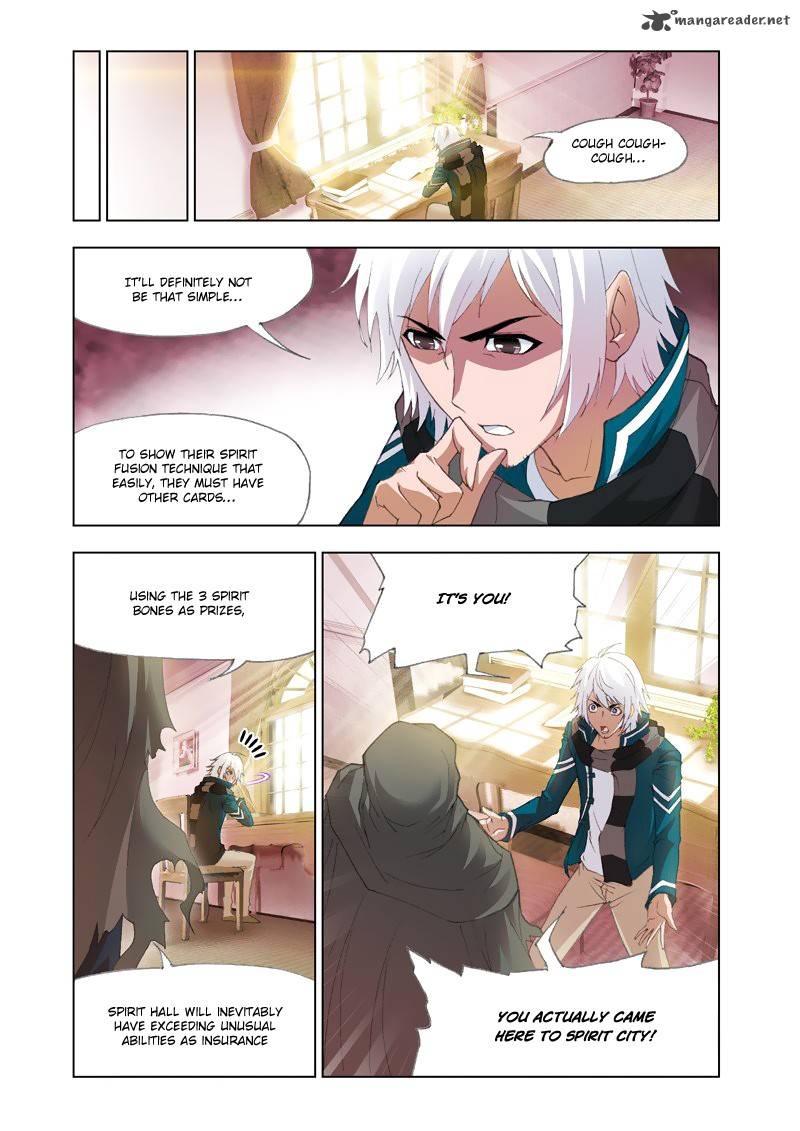 mangareader.net
COUGH COUGH-
COUGH...
IT'LL DEFINITELY NOT
BE THAT SIMPLE...
TO SHOW THEIR SPIRIT
FUSION TECHNIQUE THAT
EASILY, THEY MUST HAVE
OTHER CARDS...
USING THE 3 SPIRIT
BONES AS PRIZES,
SPIRIT HALL WILL INEVITABLY
HAVE EXCEEDING UNUSUAL
ABILITIES AS INSURANCE
IT'S YOU!
YOU ACTUALLY CAME
HERE TO SPIRIT CITY!